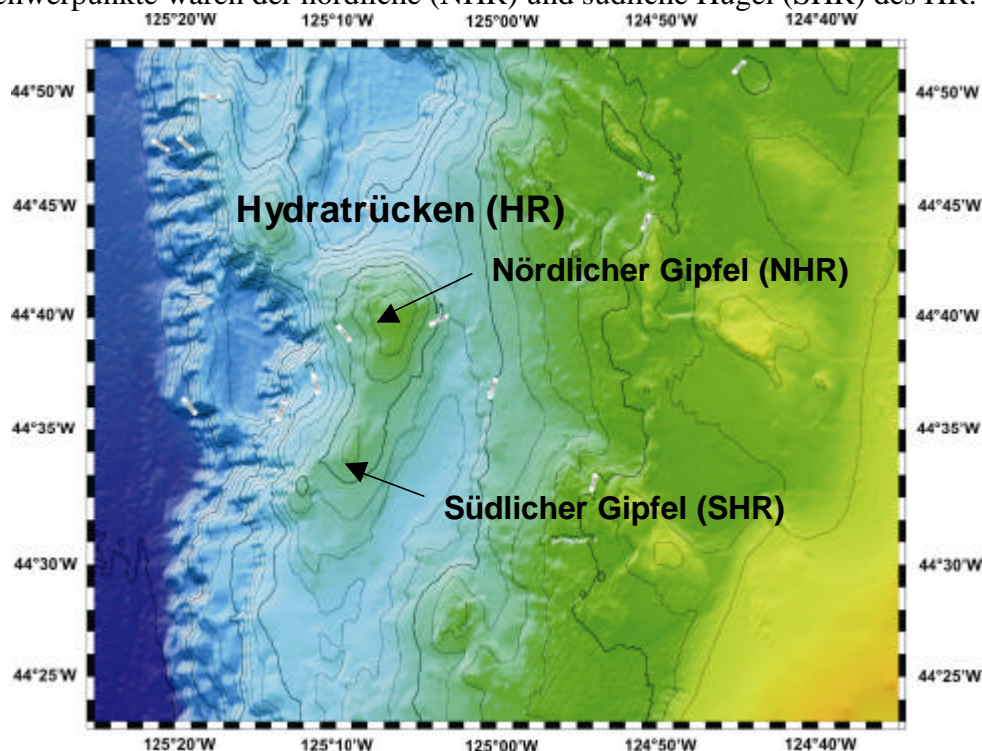 werpunkte waren der nördliche (NHR) und südliche Hügel (SHR) des HR.
125°20'W 125°10'W 125°00'W 124°50'W 124°40'W
44°50'W 44°50'W
Hydratrücken (HR)
44°45'W 44°45'W
Nördlicher Gipfel (NHR)
44°40'W 44°40'W
44°35'W 44°35'W
Südlicher Gipfel (SHR)
44°30'W 44°30'W
44°25'W 44°25'W
125°20'W 125°10'W 125°00'W 124°50'W 124°40'W